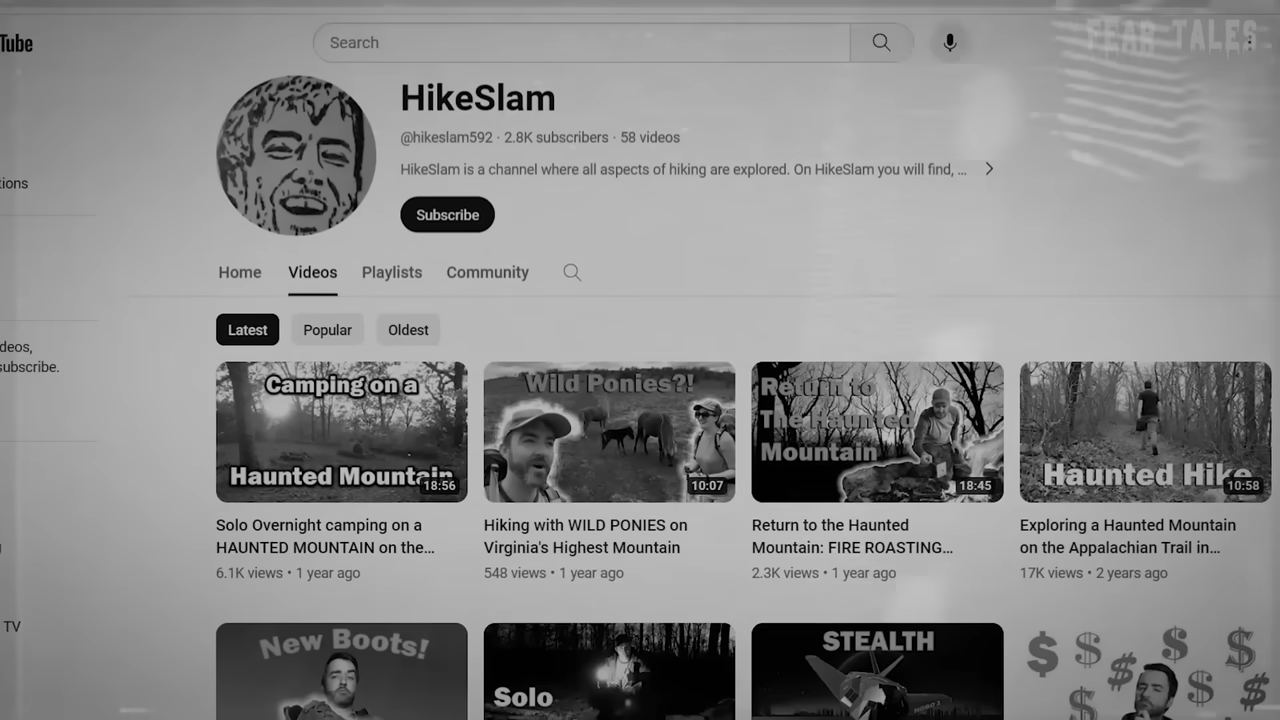 Tube
Search
FEAR TALES
HikeSlam
@hikeslam592 · 2.8K subscribers · 58 videos
HikeSlam is a channel where all aspects of hiking are explored. On HikeSlam you will find, ...
Subscribe
tions
Home
Videos
Playlists
Community
Latest
Popular
Oldest
deos,
subscribe.
Camping on a
Haunted Mountain
18:56
Wild Ponies?!
10:07
Return to
The Haunted
Mountain
18:45
Haunted Hike
10:58
Solo Overnight camping on a
HAUNTED MOUNTAIN on the...
6.1K views • 1 year ago
Hiking with WILD PONIES on
Virginia's Highest Mountain
548 views • 1 year ago
Return to the Haunted
Mountain: FIRE ROASTING...
2.3K views • 1 year ago
Exploring a Haunted Mountain
on the Appalachian Trail in...
17K views • 2 years ago
TV
New Boots!
Solo
STEALTH
$ $ $ $ $ $ $ $